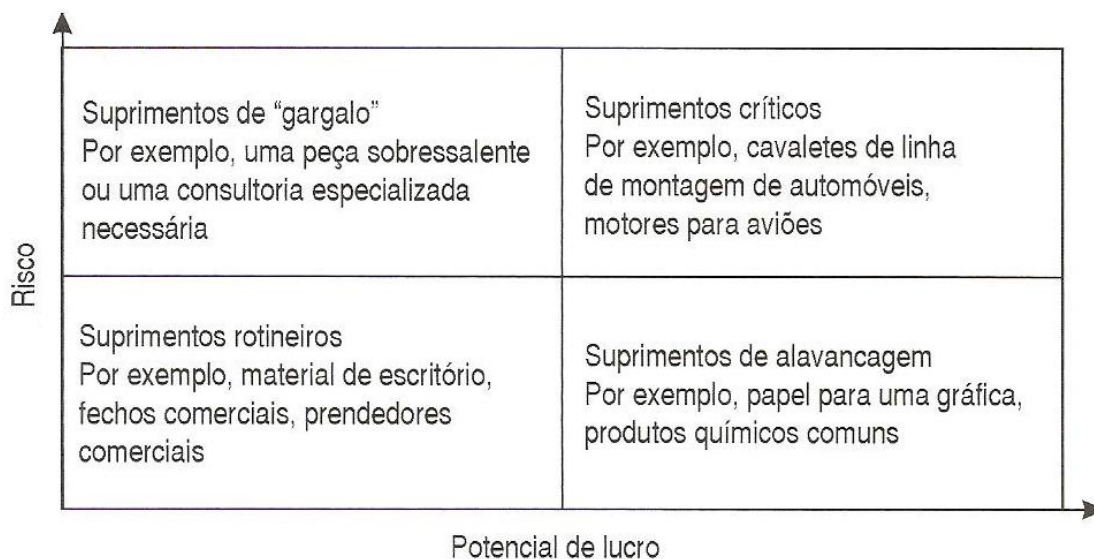 Suprimentos de “gargalo”
Por exemplo, uma peça sobressalente
ou uma consultoria especializada
necessária
Suprimentos críticos
Por exemplo, cavaletes de linha
de montagem de automóveis,
motores para aviões
Risco
Suprimentos rotineiros
Por exemplo, material de escritório,
fechos comerciais, prendedores
comerciais
Suprimentos de alavancagem
Por exemplo, papel para uma gráfica,
produtos químicos comuns
Potencial de lucro